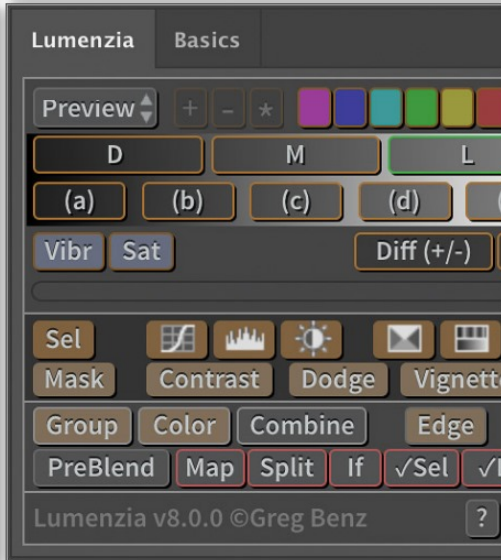 Lumenzia Basics
Preview + - *
D M L
(a) (b) (c) (d)
Vibr Sat Diff (+/-)
Sel
Mask Contrast Dodge Vignette
Group Color Combine Edge
PreBlend Map Split If √Sel
Lumenzia v8.0.0 ©Greg Benz ?